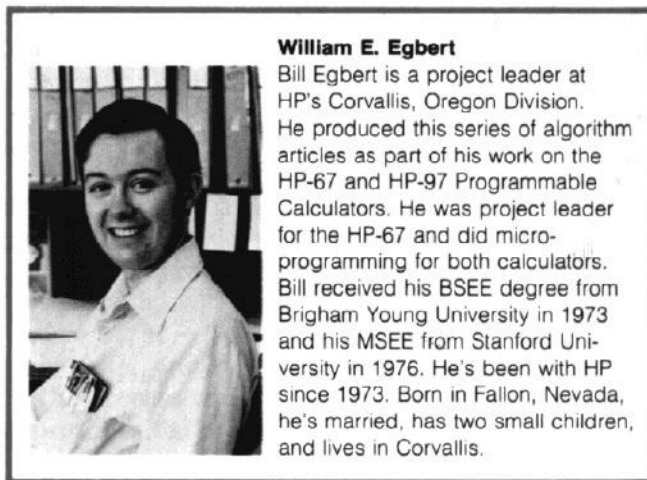 William E. Egbert
Bill Egbert is a project leader at
HP's Corvallis, Oregon Division.
He produced this series of algorithm
articles as part of his work on the
HP-67 and HP-97 Programmable
Calculators. He was project leader
for the HP-67 and did micro-
programming for both calculators.
Bill received his BSEE degree from
Brigham Young University in 1973
and his MSEE from Stanford Uni-
versity in 1976. He's been with HP
since 1973. Born in Fallon, Nevada,
he's married, has two small children,
and lives in Corvallis.